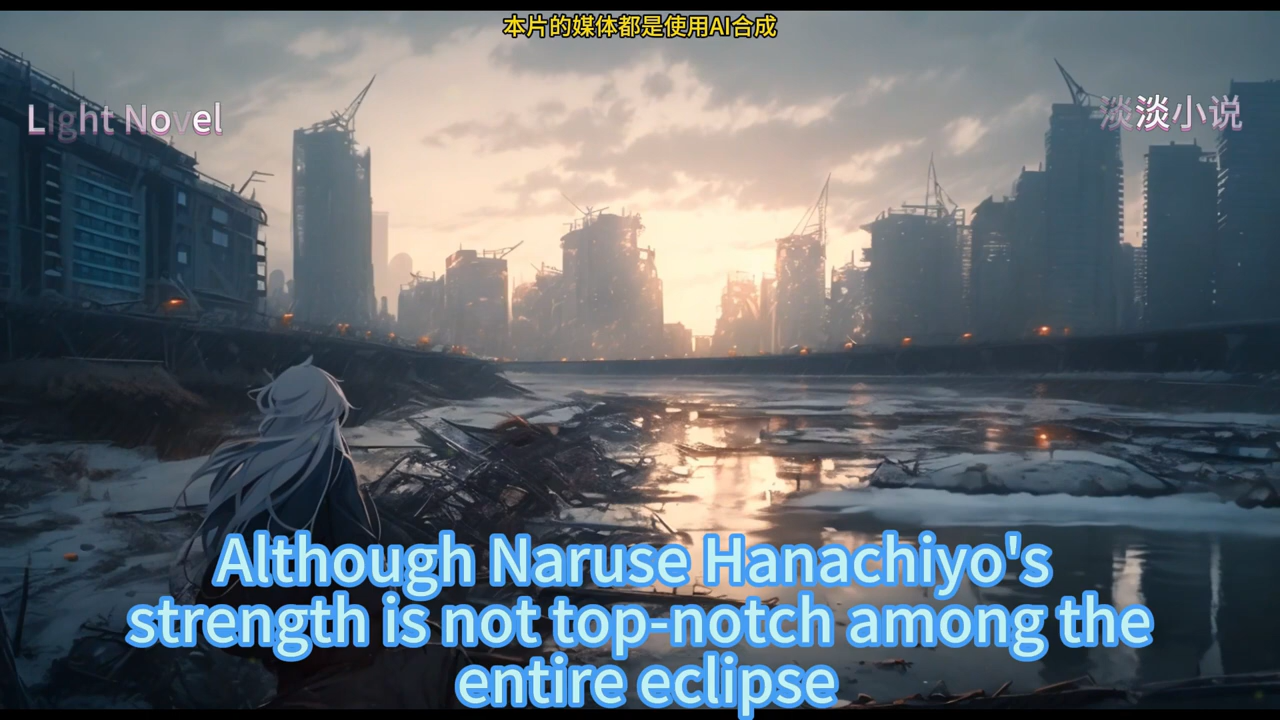 本片的媒体都是使用AI合成
Light Novel
淡淡小说
Although Naruse Hanachiyo's
strength is not top-notch among the
entire eclipse